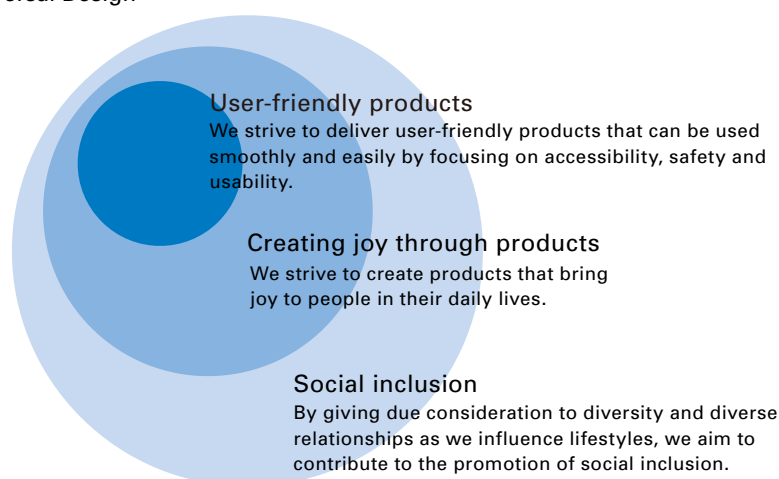 Design
User-friendly products
We strive to deliver user-friendly products that can be used
smoothly and easily by focusing on accessibility, safety and
usability.
Creating joy through products
We strive to create products that bring
joy to people in their daily lives.
Social inclusion
By giving due consideration to diversity and diverse
relationships as we influence lifestyles, we aim to
contribute to the promotion of social inclusion.